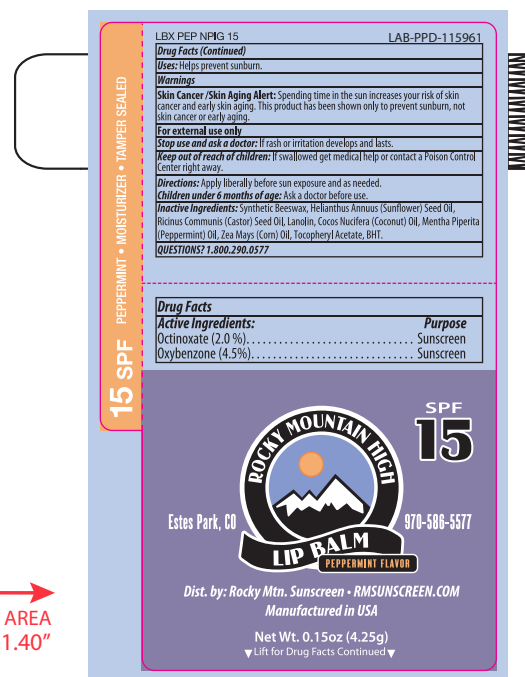 LBX PEP NPIG 15 LAB-PPD-115961
Drug Facts (Continued)
Uses: Helps prevent sunburn.
Warnings
Skin Cancer /Skin Aging Alert: Spending time in the sun increases your risk of skin
cancer and early skin aging. This product has been shown only to prevent sunburn, not
skin cancer or early aging.
For external use only
Stop use and ask a doctor: If rash or irritation develops and lasts.
Keep out of reach of children: If swallowed get medical help or contact a Poison Control
Center right away.
Directions: Apply liberally before sun exposure and as needed.
Children under 6 months of age: Ask a doctor before use.
Inactive Ingredients: Synthetic Beeswax, Helianthus Annuus (Sunflower) Seed Oil,
Ricinus Communis (Castor) Seed Oil, Lanolin, Cocos Nucifera (Coconut) Oil, Mentha Piperita
(Peppermint) Oil, Zea Mays (Corn) Oil, Tocopheryl Acetate, BHT.
QUESTIONS? 1.800.290.0577
15 SPF PEPPERMINT • MOISTURIZER • TAMPER SEALED
Drug Facts
Active Ingredients: Purpose
Octinoxate (2.0 %). . . . . . . . . . . . . . . . . . . . . . . . . . . . . . Sunscreen
Oxybenzone (4.5%). . . . . . . . . . . . . . . . . . . . . . . . . . . . . Sunscreen
SPF
15
ROCKY MOUNTAIN HIGH
Estes Park, CO 970-586-5577
LIP BALM
PEPPERMINT FLAVOR
Dist. by: Rocky Mtn. Sunscreen • RMSUNSCREEN.COM
Manufactured in USA
Net Wt. 0.15oz (4.25g)
▼Lift for Drug Facts Continued▼
AREA
1.40"